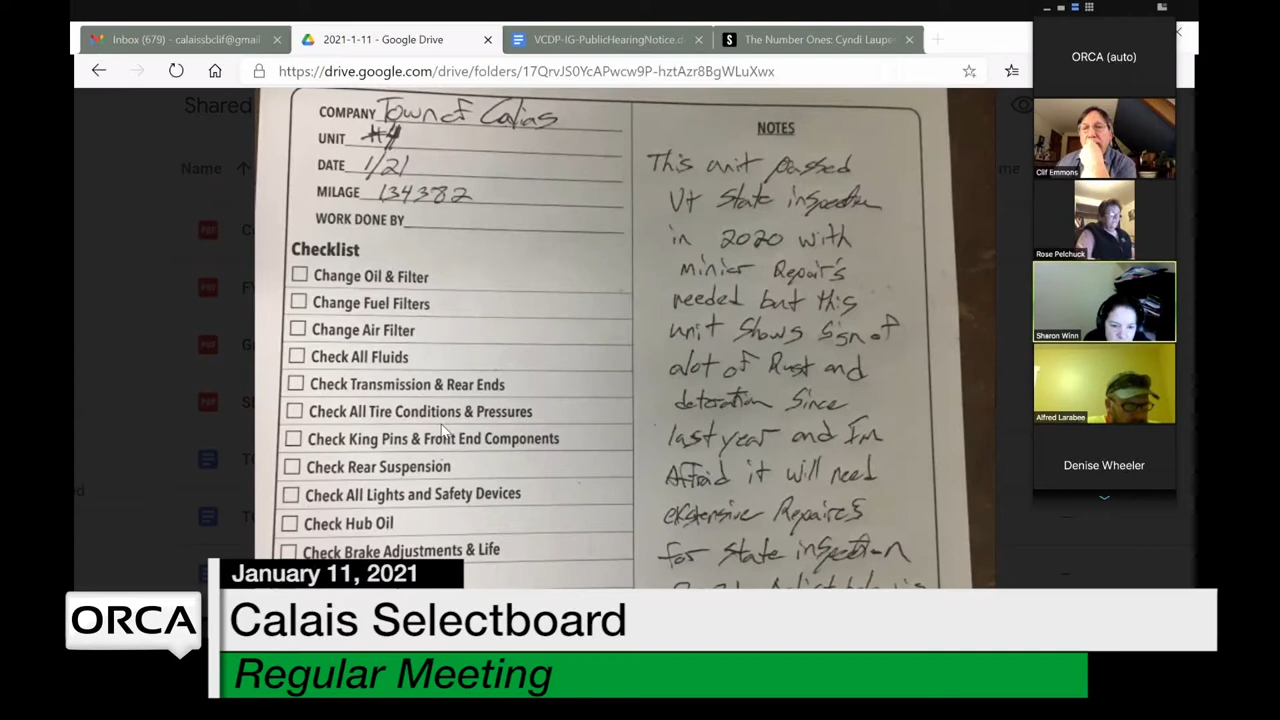 Inbox (679) - calaissbclif@gmail
2021-1-11 - Google Drive
VCDP-IG-PublicHearingNotice.d
The Number Ones: Cyndi Laupe
https://drive.google.com/drive/folders/17QrvJS0YcAPwcw9P-hztAzr8BgWLuXwx
ORCA (auto)
Shared
Name
COMPANY Town of Calias
UNIT #4
DATE 1/21
MILAGE 134382
WORK DONE BY
Checklist
Change Oil & Filter
Change Fuel Filters
Change Air Filter
Check All Fluids
Check Transmission & Rear Ends
Check All Tire Conditions & Pressures
Check King Pins & Front End Components
Check Rear Suspension
Check All Lights and Safety Devices
Check Hub Oil
Check Brake Adjustments & Life
NOTES
This unit passed
Vt State inspection
in 2020 with
minior Repair's
needed but this
unit Shows Sign of
alot of Rust and
deteration Since
last year and I'm
Affraid it will need
exstensive Repaires
for State inspection
Clif Emmons
Rose Pelchuck
Sharon Winn
Alfred Larabee
Denise Wheeler
January 11, 2021
ORCA
Calais Selectboard
Regular Meeting